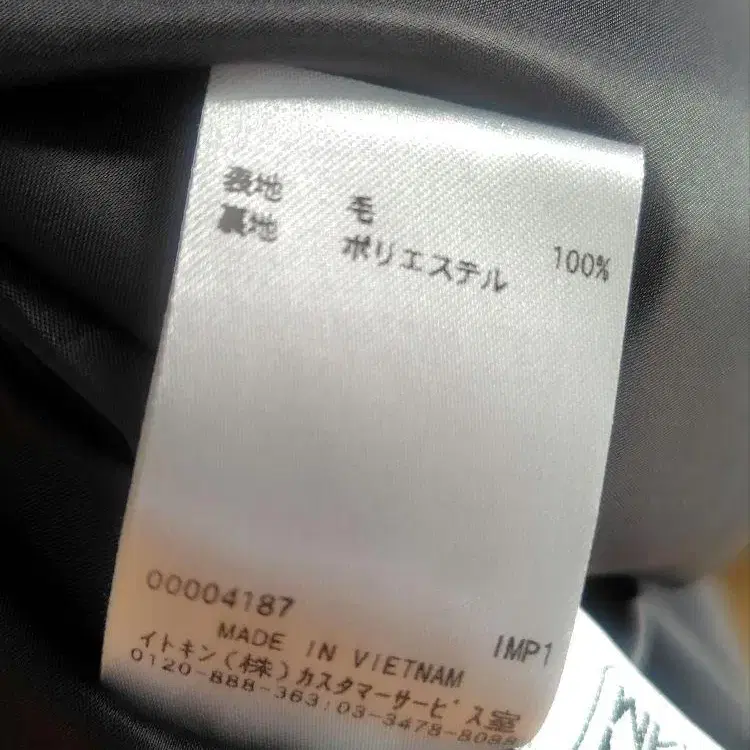 表地 毛
裏地 ポリエステル 100%
00004187
MADE IN VIETNAM IMP1
イトキン(株)カスタマーサービス室
0120-888-363;03-3478-8088